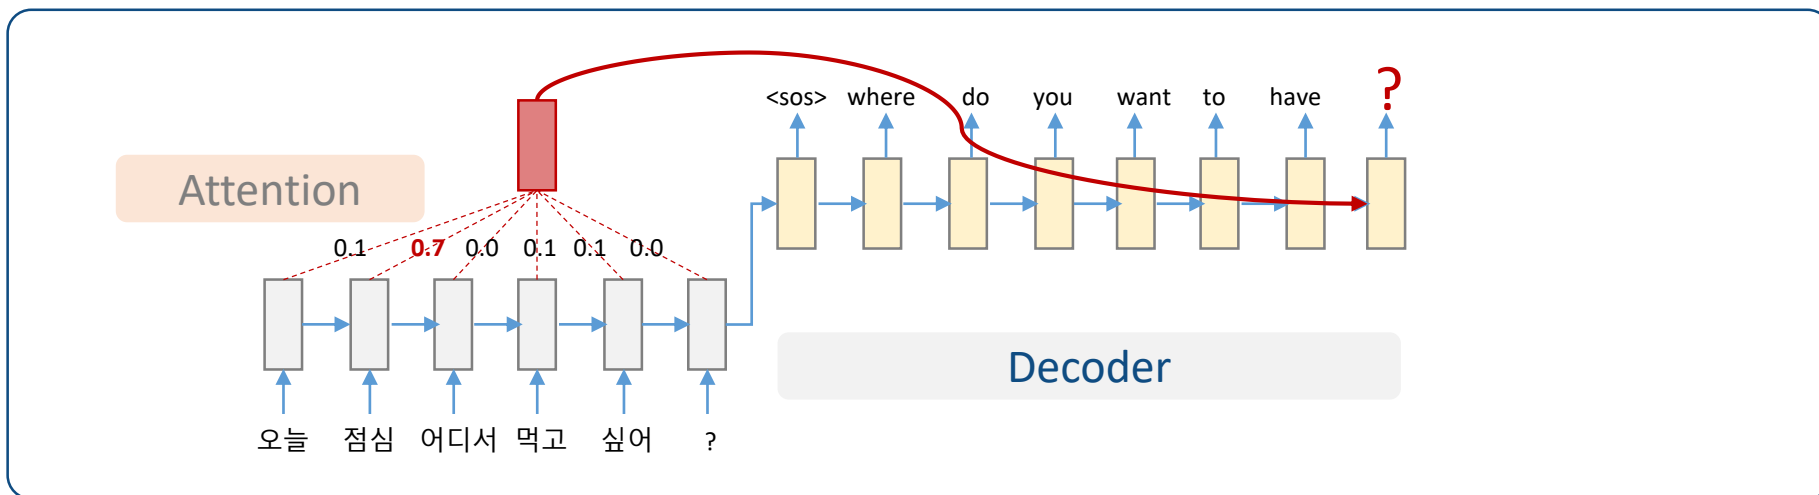 <sos> where do you want to have ?
Attention
0.1 0.7 0.0 0.1 0.1 0.0
Decoder
오늘 점심 어디서 먹고 싶어 ?